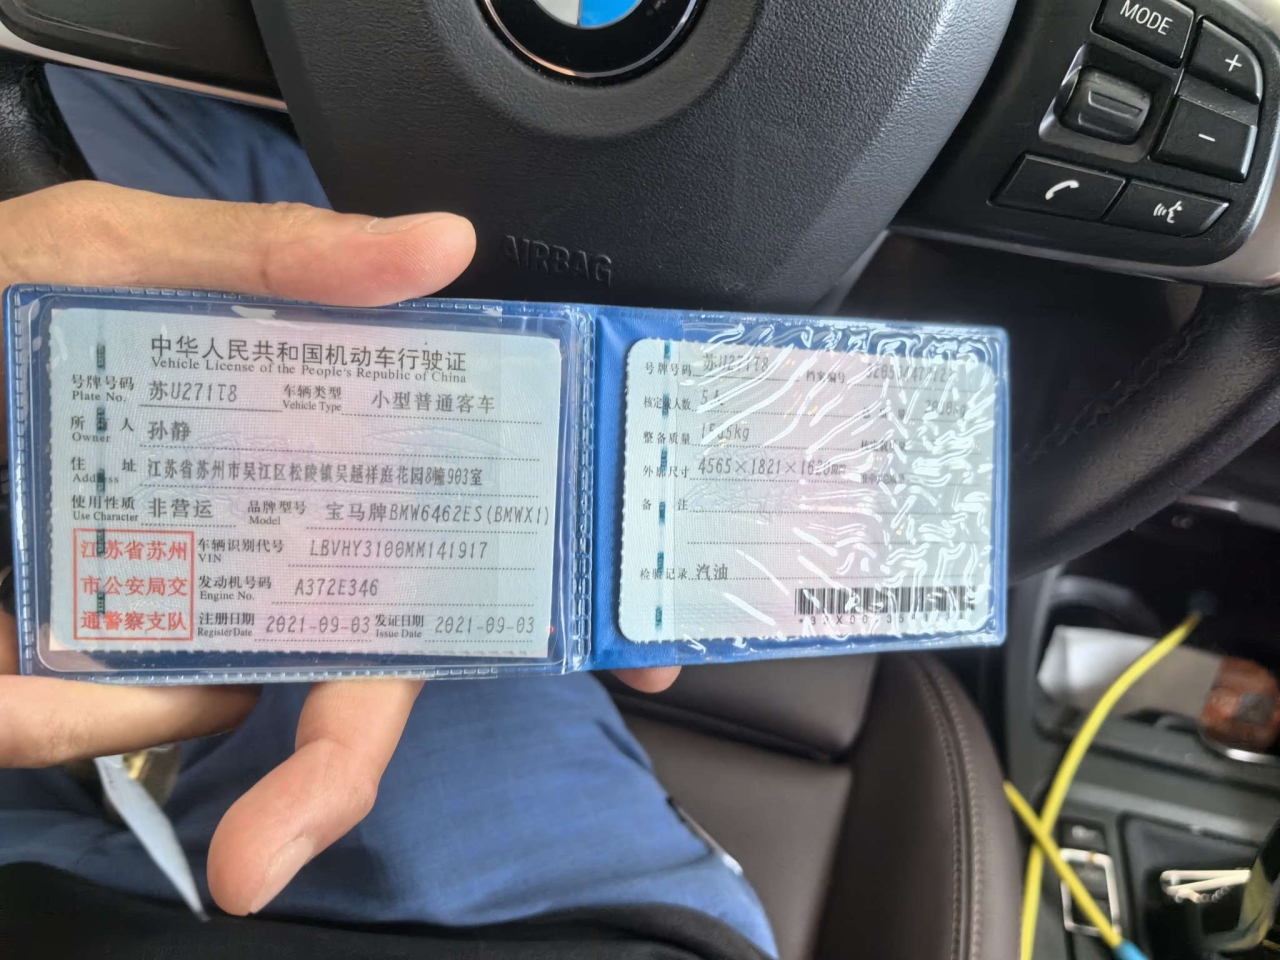 MODE
+
-
AIRBAG
中华人民共和国机动车行驶证
Vehicle License of the People's Republic of China
号牌号码 苏U271T8 车辆类型 小型普通客车
Plate No. Vehicle Type
所 人 孙静
Owner
住 址 江苏省苏州市吴江区松陵镇吴越祥庭花园8幢903室
Address
使用性质 非营运 品牌型号 宝马牌BMW6462ES(BMWX1)
Use Character Model
江苏省苏州
市公安局交
通警察支队
车辆识别代号 LBVHY3100MM141917
VIN
发动机号码 A372E346
Engine No.
注册日期 2021-09-03 发证日期 2021-09-03
Register Date Issue Date
号牌号码 苏U271T8 档案编号
核定载人数 5人
整备质量
外廓尺寸 4565×1821×
备 注
检验记录 汽油